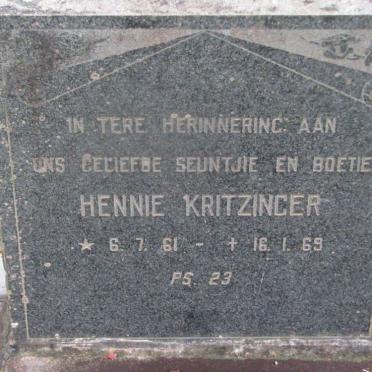 IN TERE HERINNERING AAN
ONS GELIEFDE SEUNTJIE EN BOETIE
HENNIE KRITZINGER
★ 6. 7. 61 - ✝ 16. 1. 69
PS. 23